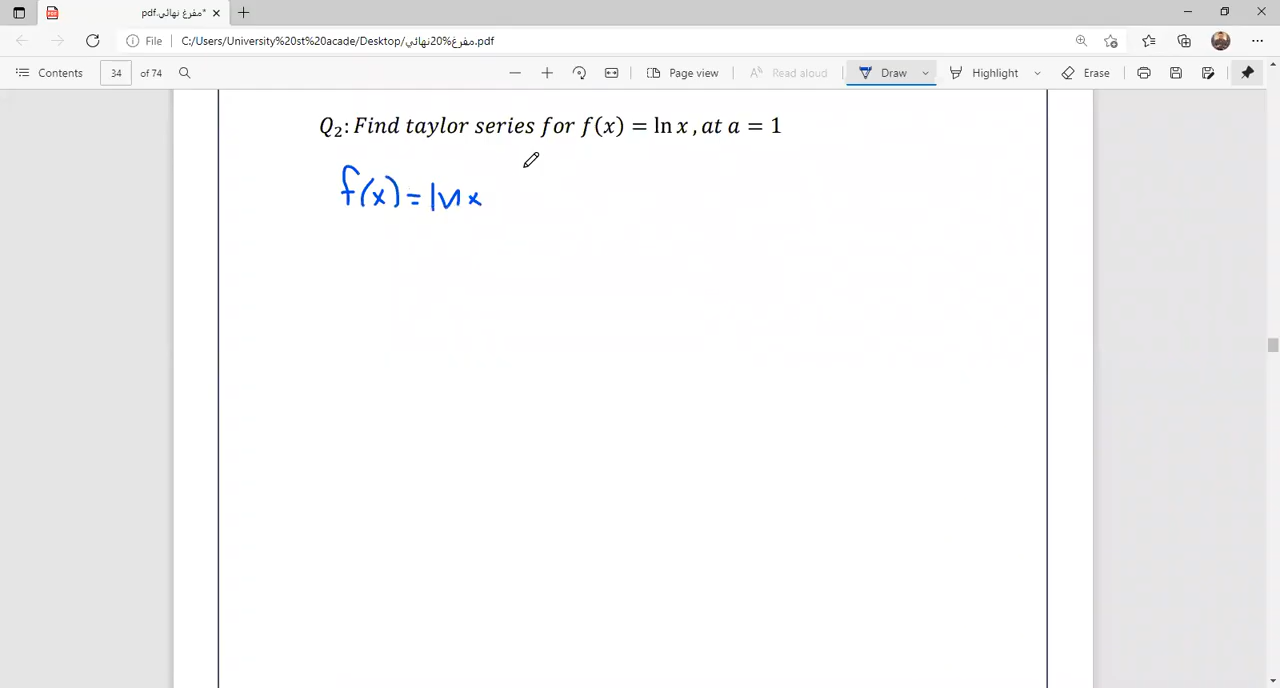 مفرغ نهائي.pdf*
File C:/Users/University%20st%20acade/Desktop/مفرغ%20نهائي.pdf
Contents 34 of 74 Page view Read aloud Draw Highlight Erase
Q₂: Find taylor series for f(x) = ln x , at a = 1
f(x) = ln x